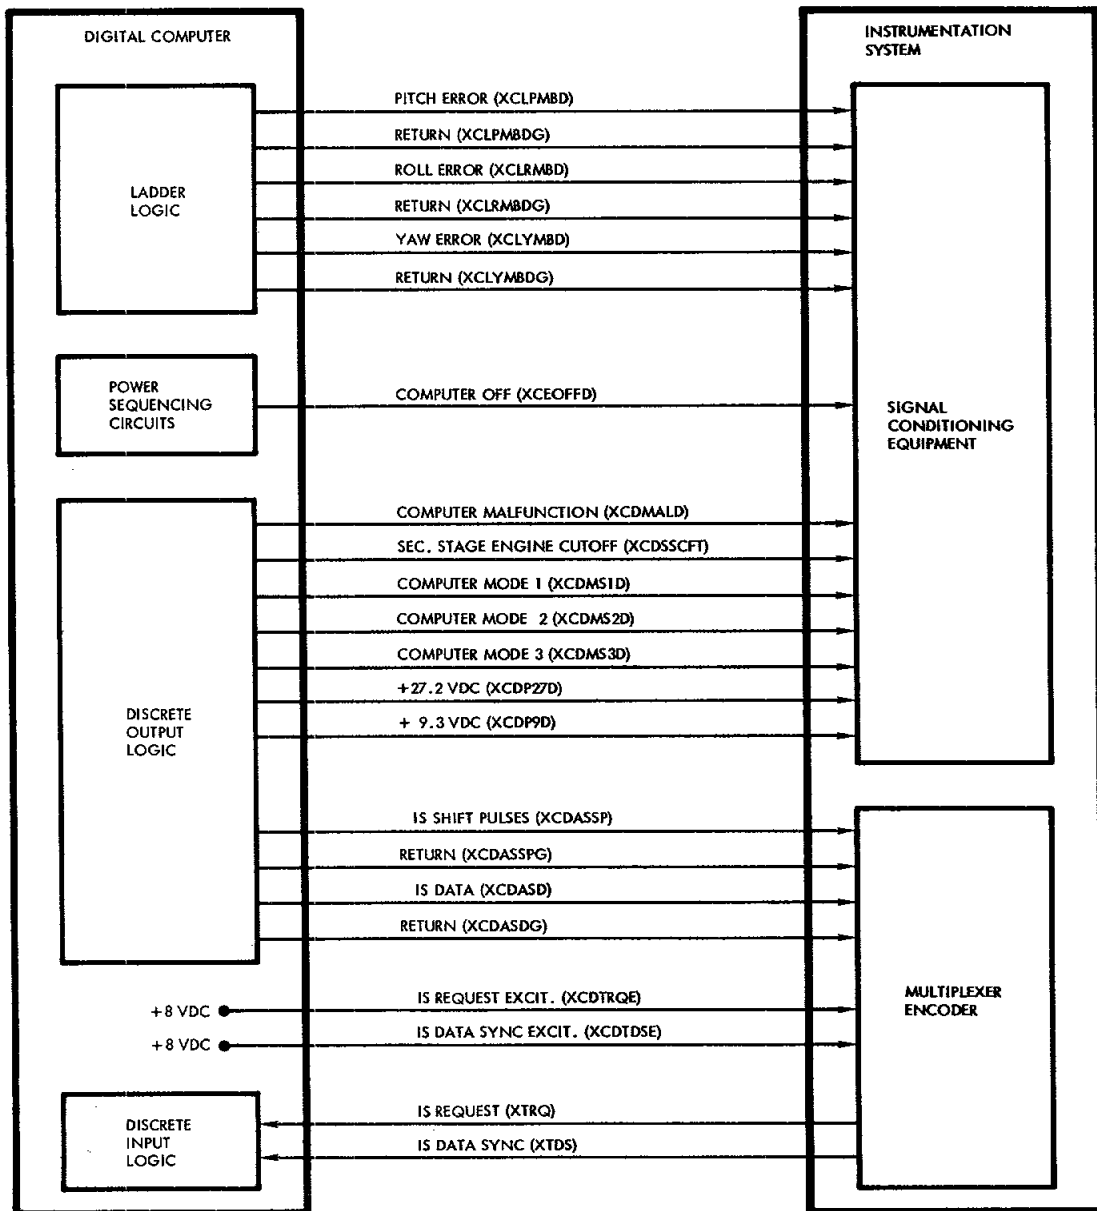 DIGITAL COMPUTER
INSTRUMENTATION
SYSTEM
LADDER
LOGIC
PITCH ERROR (XCLPMBD)
RETURN (XCLPMBDG)
ROLL ERROR (XCLRMBD)
RETURN (XCLRMBDG)
YAW ERROR (XCLYMBD)
RETURN (XCLYMBDG)
POWER
SEQUENCING
CIRCUITS
COMPUTER OFF (XCEOFFD)
SIGNAL
CONDITIONING
EQUIPMENT
DISCRETE
OUTPUT
LOGIC
COMPUTER MALFUNCTION (XCDMALD)
SEC. STAGE ENGINE CUTOFF (XCDSSCFT)
COMPUTER MODE 1 (XCDMS1D)
COMPUTER MODE 2 (XCDMS2D)
COMPUTER MODE 3 (XCDMS3D)
+27.2 VDC (XCDP27D)
+ 9.3 VDC (XCDP9D)
IS SHIFT PULSES (XCDASSP)
RETURN (XCDASSPG)
IS DATA (XCDASD)
RETURN (XCDASDG)
MULTIPLEXER
ENCODER
+8 VDC
IS REQUEST EXCIT. (XCDTRQE)
+8 VDC
IS DATA SYNC EXCIT. (XCDTDSE)
DISCRETE
INPUT
LOGIC
IS REQUEST (XTRQ)
IS DATA SYNC (XTDS)